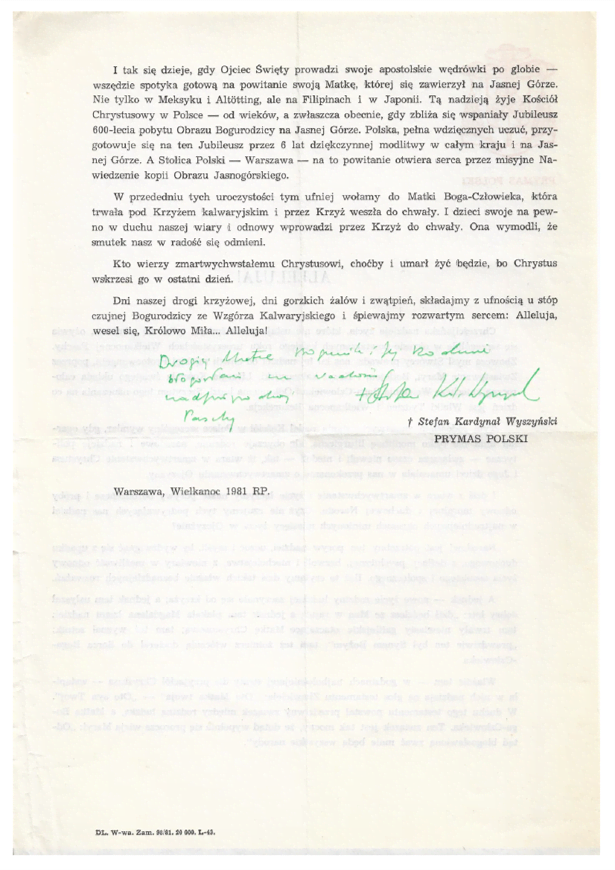 I tak się dzieje, gdy Ojciec Święty prowadzi swoje apostolskie wędrówki po globie —
wszędzie spotyka gotową na powitanie swoją Matkę, której się zawierzył na Jasnej Górze.
Nie tylko w Meksyku i Altötting, ale na Filipinach i w Japonii. Tą nadzieją żyje Kościół
Chrystusowy w Polsce — od wieków, a zwłaszcza obecnie, gdy zbliża się wspaniały Jubileusz
600-lecia pobytu Obrazu Bogurodzicy na Jasnej Górze. Polska, pełna wdzięcznych uczuć, przy-
gotowuje się na ten Jubileusz przez 6 lat dziękczynnej modlitwy w całym kraju i na Jas-
nej Górze. A Stolica Polski — Warszawa — na to powitanie otwiera serca przez misyjne Na-
wiedzenie kopii Obrazu Jasnogórskiego.
W przededniu tych uroczystości tym ufniej wołamy do Matki Boga-Człowieka, która
trwała pod Krzyżem kalwaryjskim i przez Krzyż weszła do chwały. I dzieci swoje na pew-
no w duchu naszej wiary i odnowy wprowadzi przez Krzyż do chwały. Ona wymodli, że
smutek nasz w radość się odmieni.
Kto wierzy zmartwychwstałemu Chrystusowi, choćby i umarł żyć będzie, bo Chrystus
wskrzesi go w ostatni dzień.
Dni naszej drogi krzyżowej, dni gorzkich żalów i zwątpień, składajmy z ufnością u stóp
czujnej Bogurodzicy ze Wzgórza Kalwaryjskiego i śpiewajmy rozwartym sercem: Alleluja,
wesel się, Królowo Miła... Alleluja!
Drogiej Matce i Jej Rodzinie
błogosławi
Paschy
† Stefan Kardynał Wyszyński
PRYMAS POLSKI
Warszawa, Wielkanoc 1981 RP.
DL. W-wa. Zam. 90/81. 20 000. L-43.